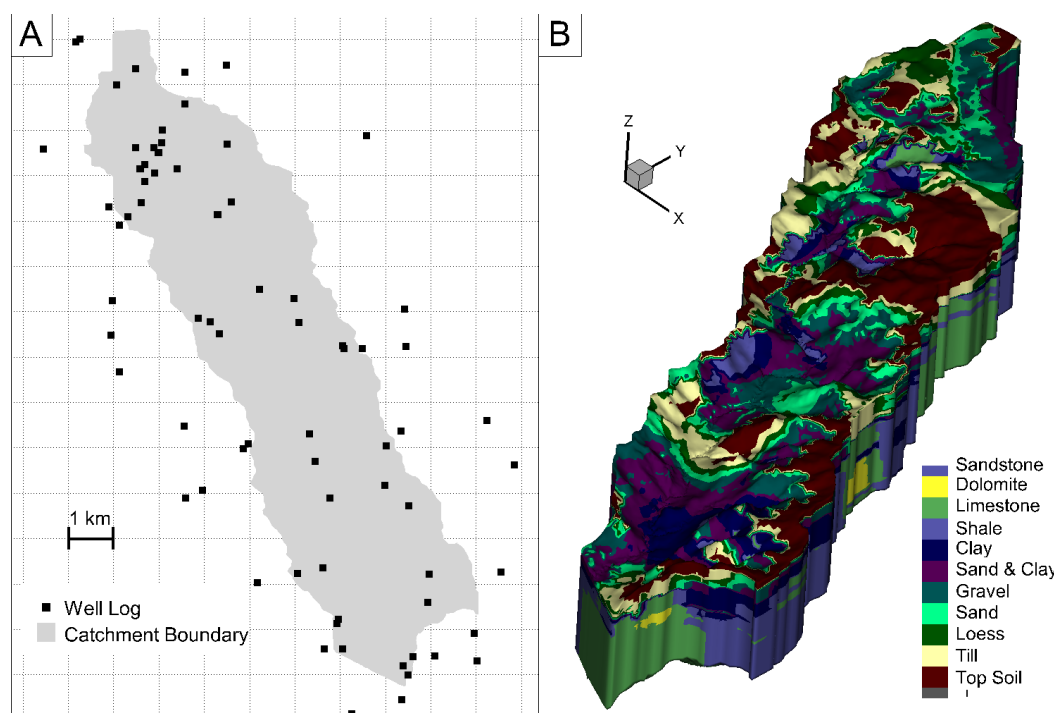 A
1 km
Well Log
Catchment Boundary
B
Z
Y
X
Sandstone
Dolomite
Limestone
Shale
Clay
Sand & Clay
Gravel
Sand
Loess
Till
Top Soil